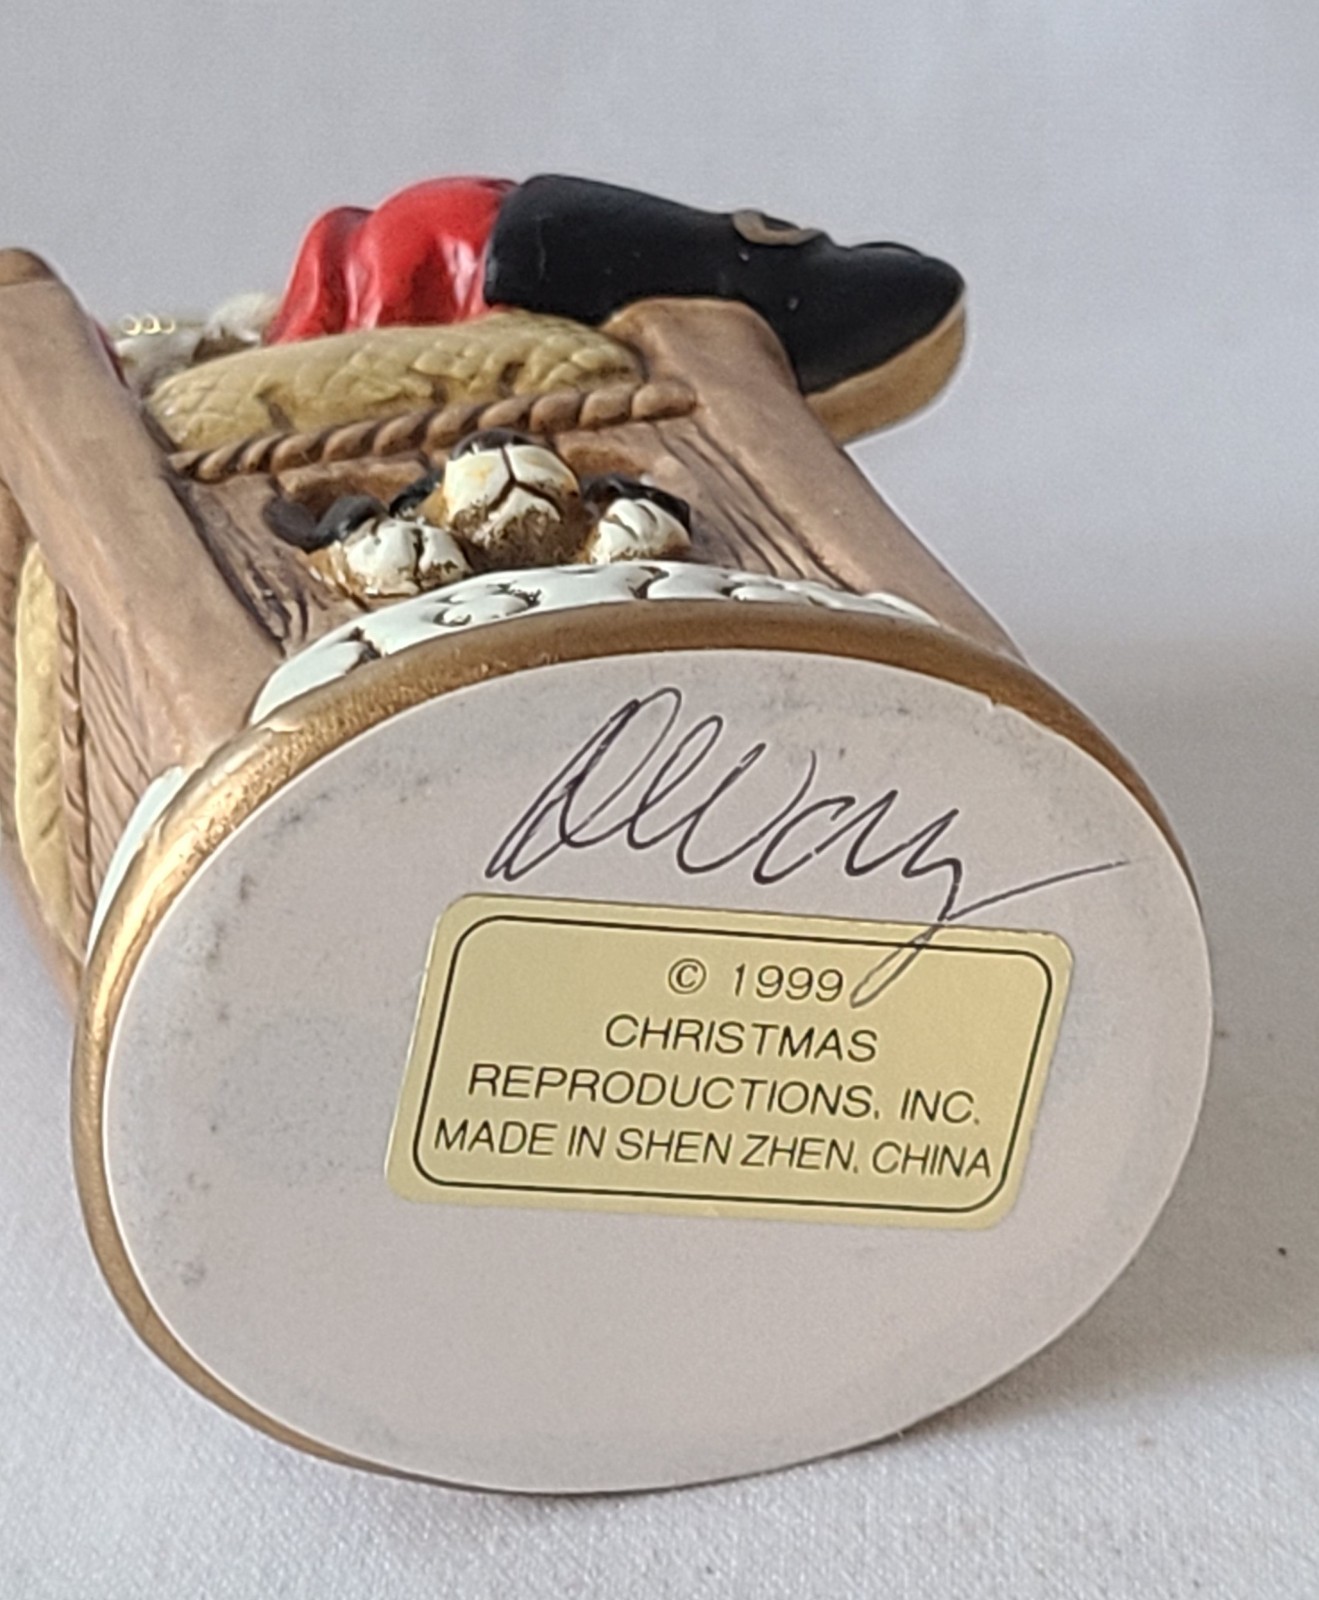 © 1999
CHRISTMAS
REPRODUCTIONS, INC.
MADE IN SHEN ZHEN, CHINA